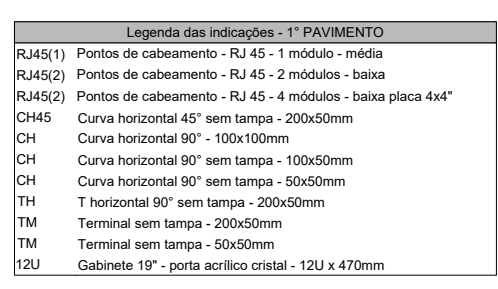 Legenda das indicações - 1° PAVIMENTO
RJ45(1) Pontos de cabeamento - RJ 45 - 1 módulo - média
RJ45(2) Pontos de cabeamento - RJ 45 - 2 módulos - baixa
RJ45(2) Pontos de cabeamento - RJ 45 - 4 módulos - baixa placa 4x4"
CH45 Curva horizontal 45° sem tampa - 200x50mm
CH Curva horizontal 90° - 100x100mm
CH Curva horizontal 90° sem tampa - 100x50mm
CH Curva horizontal 90° sem tampa - 50x50mm
TH T horizontal 90° sem tampa - 200x50mm
TM Terminal sem tampa - 200x50mm
TM Terminal sem tampa - 50x50mm
12U Gabinete 19" - porta acrílico cristal - 12U x 470mm